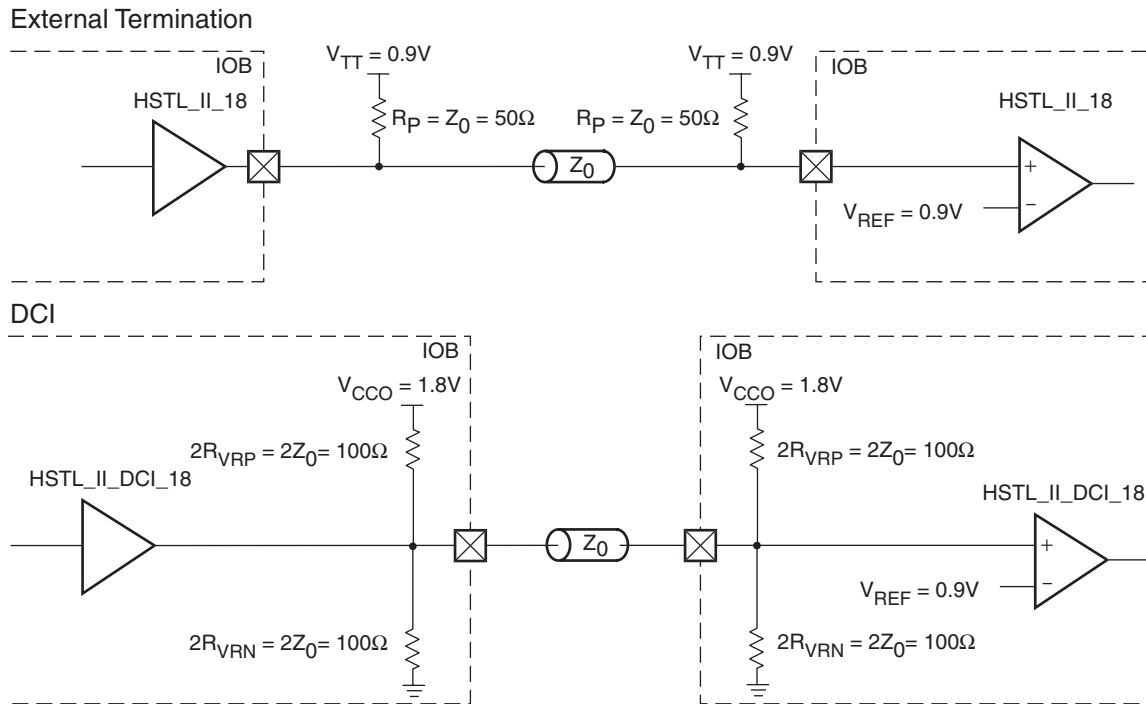 External Termination
IOB
HSTL_II_18
V_TT = 0.9V
R_P = Z_0 = 50Ω
Z_0
V_TT = 0.9V
R_P = Z_0 = 50Ω
IOB
HSTL_II_18
+
−
V_REF = 0.9V
DCI
IOB
V_CCO = 1.8V
2R_VRP = 2Z_0= 100Ω
HSTL_II_DCI_18
2R_VRN = 2Z_0= 100Ω
Z_0
IOB
V_CCO = 1.8V
2R_VRP = 2Z_0= 100Ω
HSTL_II_DCI_18
+
−
V_REF = 0.9V
2R_VRN = 2Z_0= 100Ω